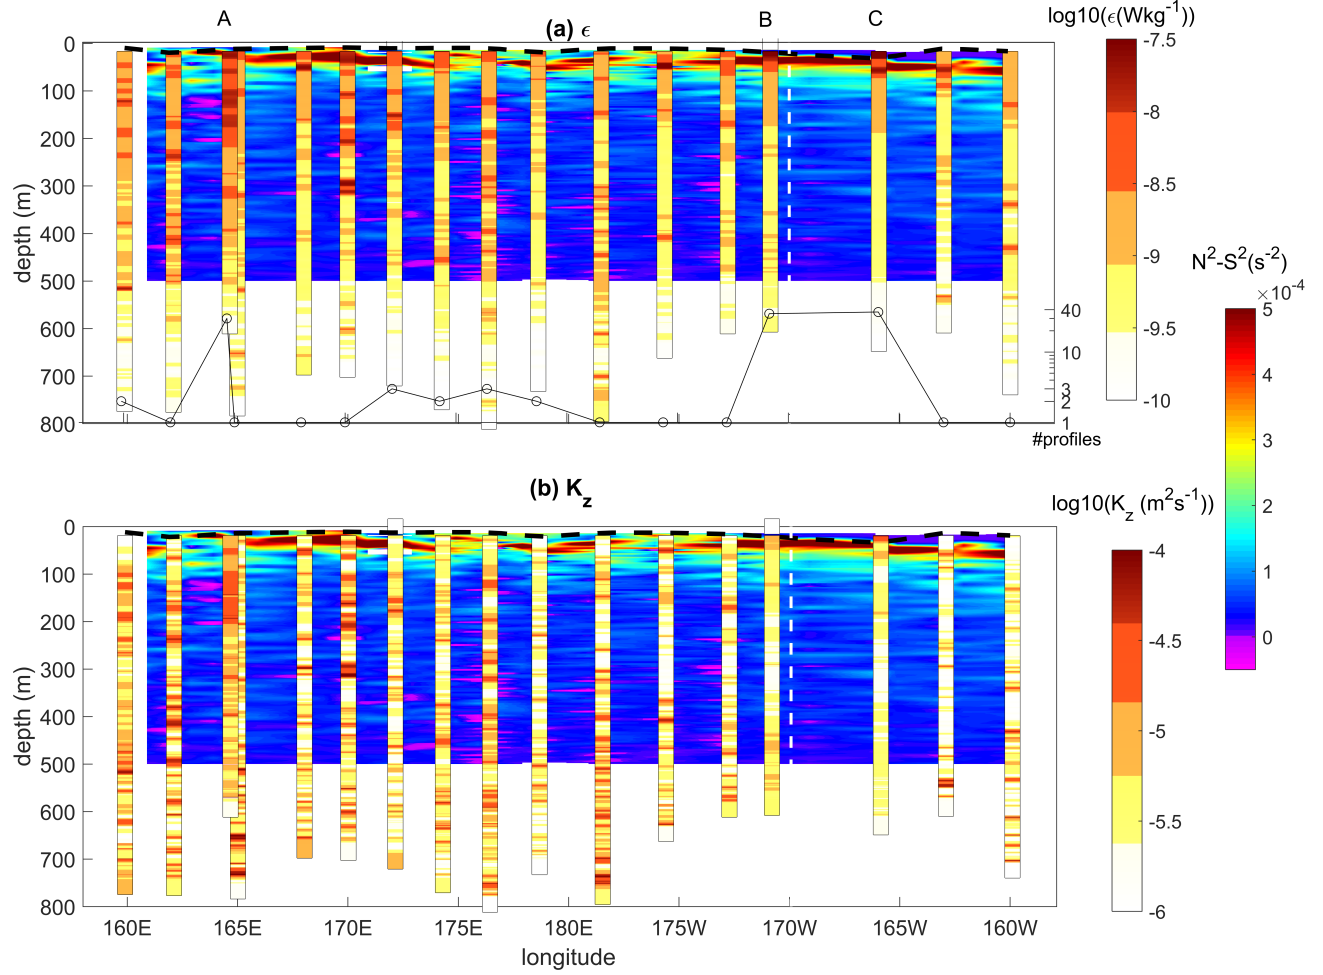 A
B
C
(a) ϵ
log10(ϵ(Wkg⁻¹))
0
100
200
300
400
500
600
700
800
depth (m)
40
10
3
2
1
#profiles
-7.5
-8
-8.5
-9
-9.5
-10
N²-S²(s⁻²)
×10⁻⁴
5
4
3
2
1
0
(b) K_z
log10(K_z (m²s⁻¹))
0
100
200
300
400
500
600
700
800
depth (m)
160E
165E
170E
175E
180E
175W
170W
165W
160W
longitude
-4
-4.5
-5
-5.5
-6